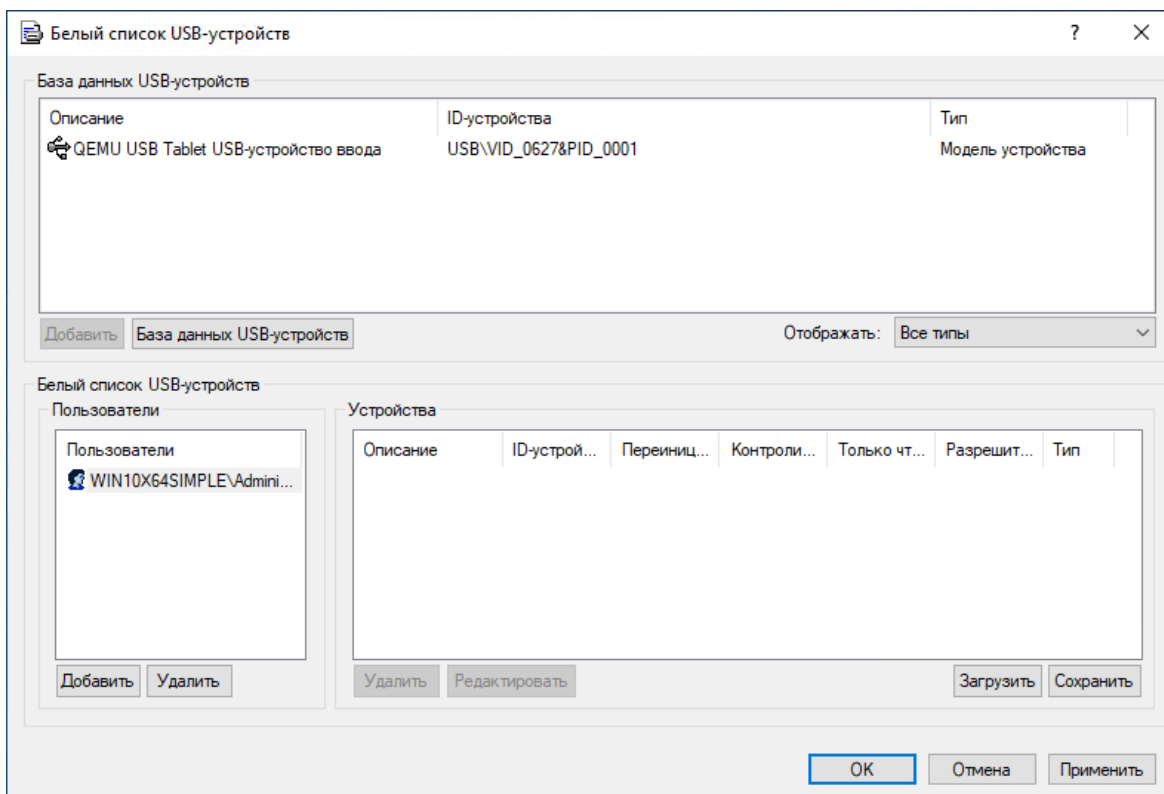 Белый список USB-устройств ?
База данных USB-устройств
Описание ID-устройства Тип
QEMU USB Tablet USB-устройство ввода USB\VID_0627&PID_0001 Модель устройства
Добавить База данных USB-устройств Отображать: Все типы
Белый список USB-устройств
Пользователи Устройства
Пользователи Описание ID-устрой... Переиниц... Контроли... Только чт... Разрешит... Тип
WIN10X64SIMPLE\Admini...
Добавить Удалить Удалить Редактировать Загрузить Сохранить
OK Отмена Применить